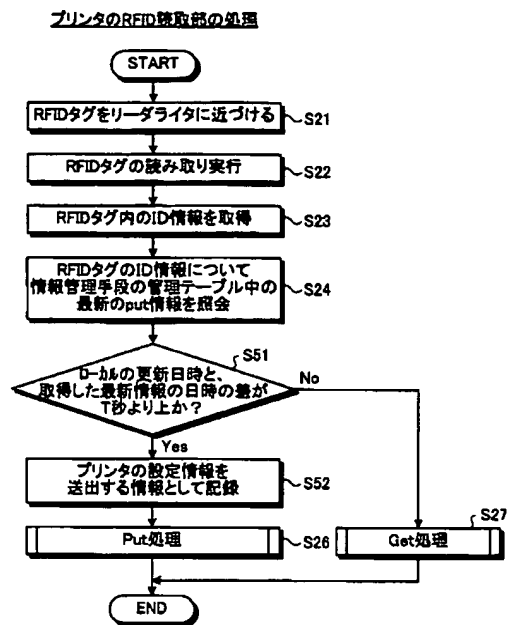 プリンタのRFID読取部の処理
START
RFIDタグをリーダライタに近づける
S21
RFIDタグの読み取り実行
S22
RFIDタグ内のID情報を取得
S23
RFIDタグのID情報について
情報管理手段の管理テーブル中の
最新のput情報を照会
S24
S51
ローカルの更新日時と、
取得した最新情報の日時の差が
T秒より上か？
No
Yes
プリンタの設定情報を
送出する情報として記録
S52
Put処理
S26
S27
Get処理
END